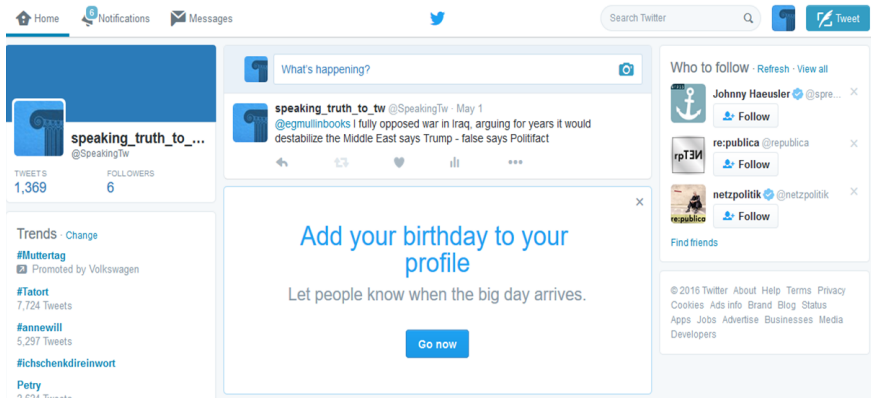 Home
6
Notifications
Messages
Search Twitter
Tweet
speaking_truth_to_...
@SpeakingTw
TWEETS FOLLOWERS
1,369 6
Trends · Change
#Muttertag
Promoted by Volkswagen
#Tatort
7,724 Tweets
#annewill
5,297 Tweets
#ichschenkdireinwort
Petry
What's happening?
speaking_truth_to_tw @SpeakingTw · May 1
@egmullinbooks I fully opposed war in Iraq, arguing for years it would
destabilize the Middle East says Trump - false says Politifact
Add your birthday to your
profile
Let people know when the big day arrives.
Go now
Who to follow · Refresh · View all
Johnny Haeusler @spre...
Follow
re:publica @republica
Follow
netzpolitik @netzpolitik
re:publica
Follow
Find friends
© 2016 Twitter About Help Terms Privacy
Cookies Ads info Brand Blog Status
Apps Jobs Advertise Businesses Media
Developers